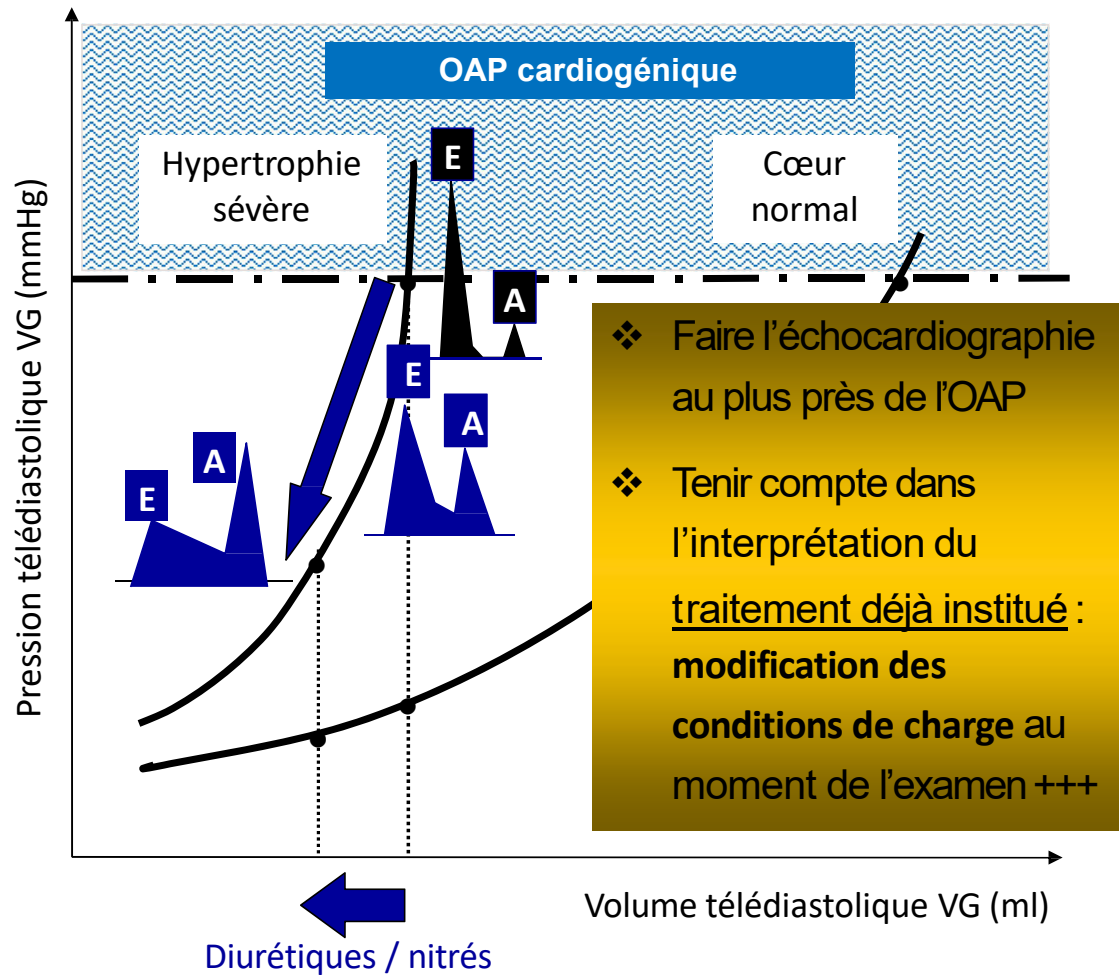 OAP cardiogénique
Hypertrophie
sévère
E
Cœur
normal
A
E
A
A
E
Pression télédiastolique VG (mmHg)
❖ Faire l’échocardiographie
au plus près de l’OAP
❖ Tenir compte dans
l’interprétation du
traitement déjà institué :
modification des
conditions de charge au
moment de l’examen +++
Volume télédiastolique VG (ml)
Diurétiques / nitrés